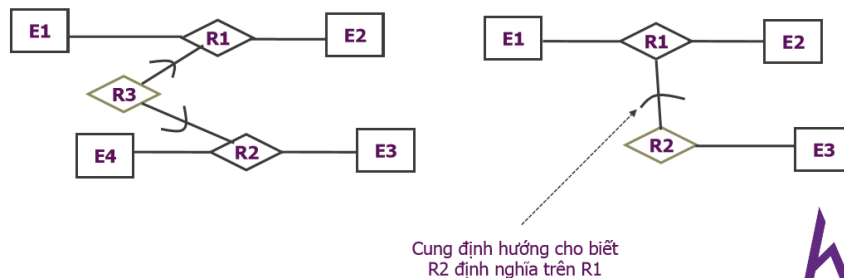 E1
R1
E2
R3
E4
R2
E3
E1
R1
E2
R2
E3
Cung định hướng cho biết
R2 định nghĩa trên R1